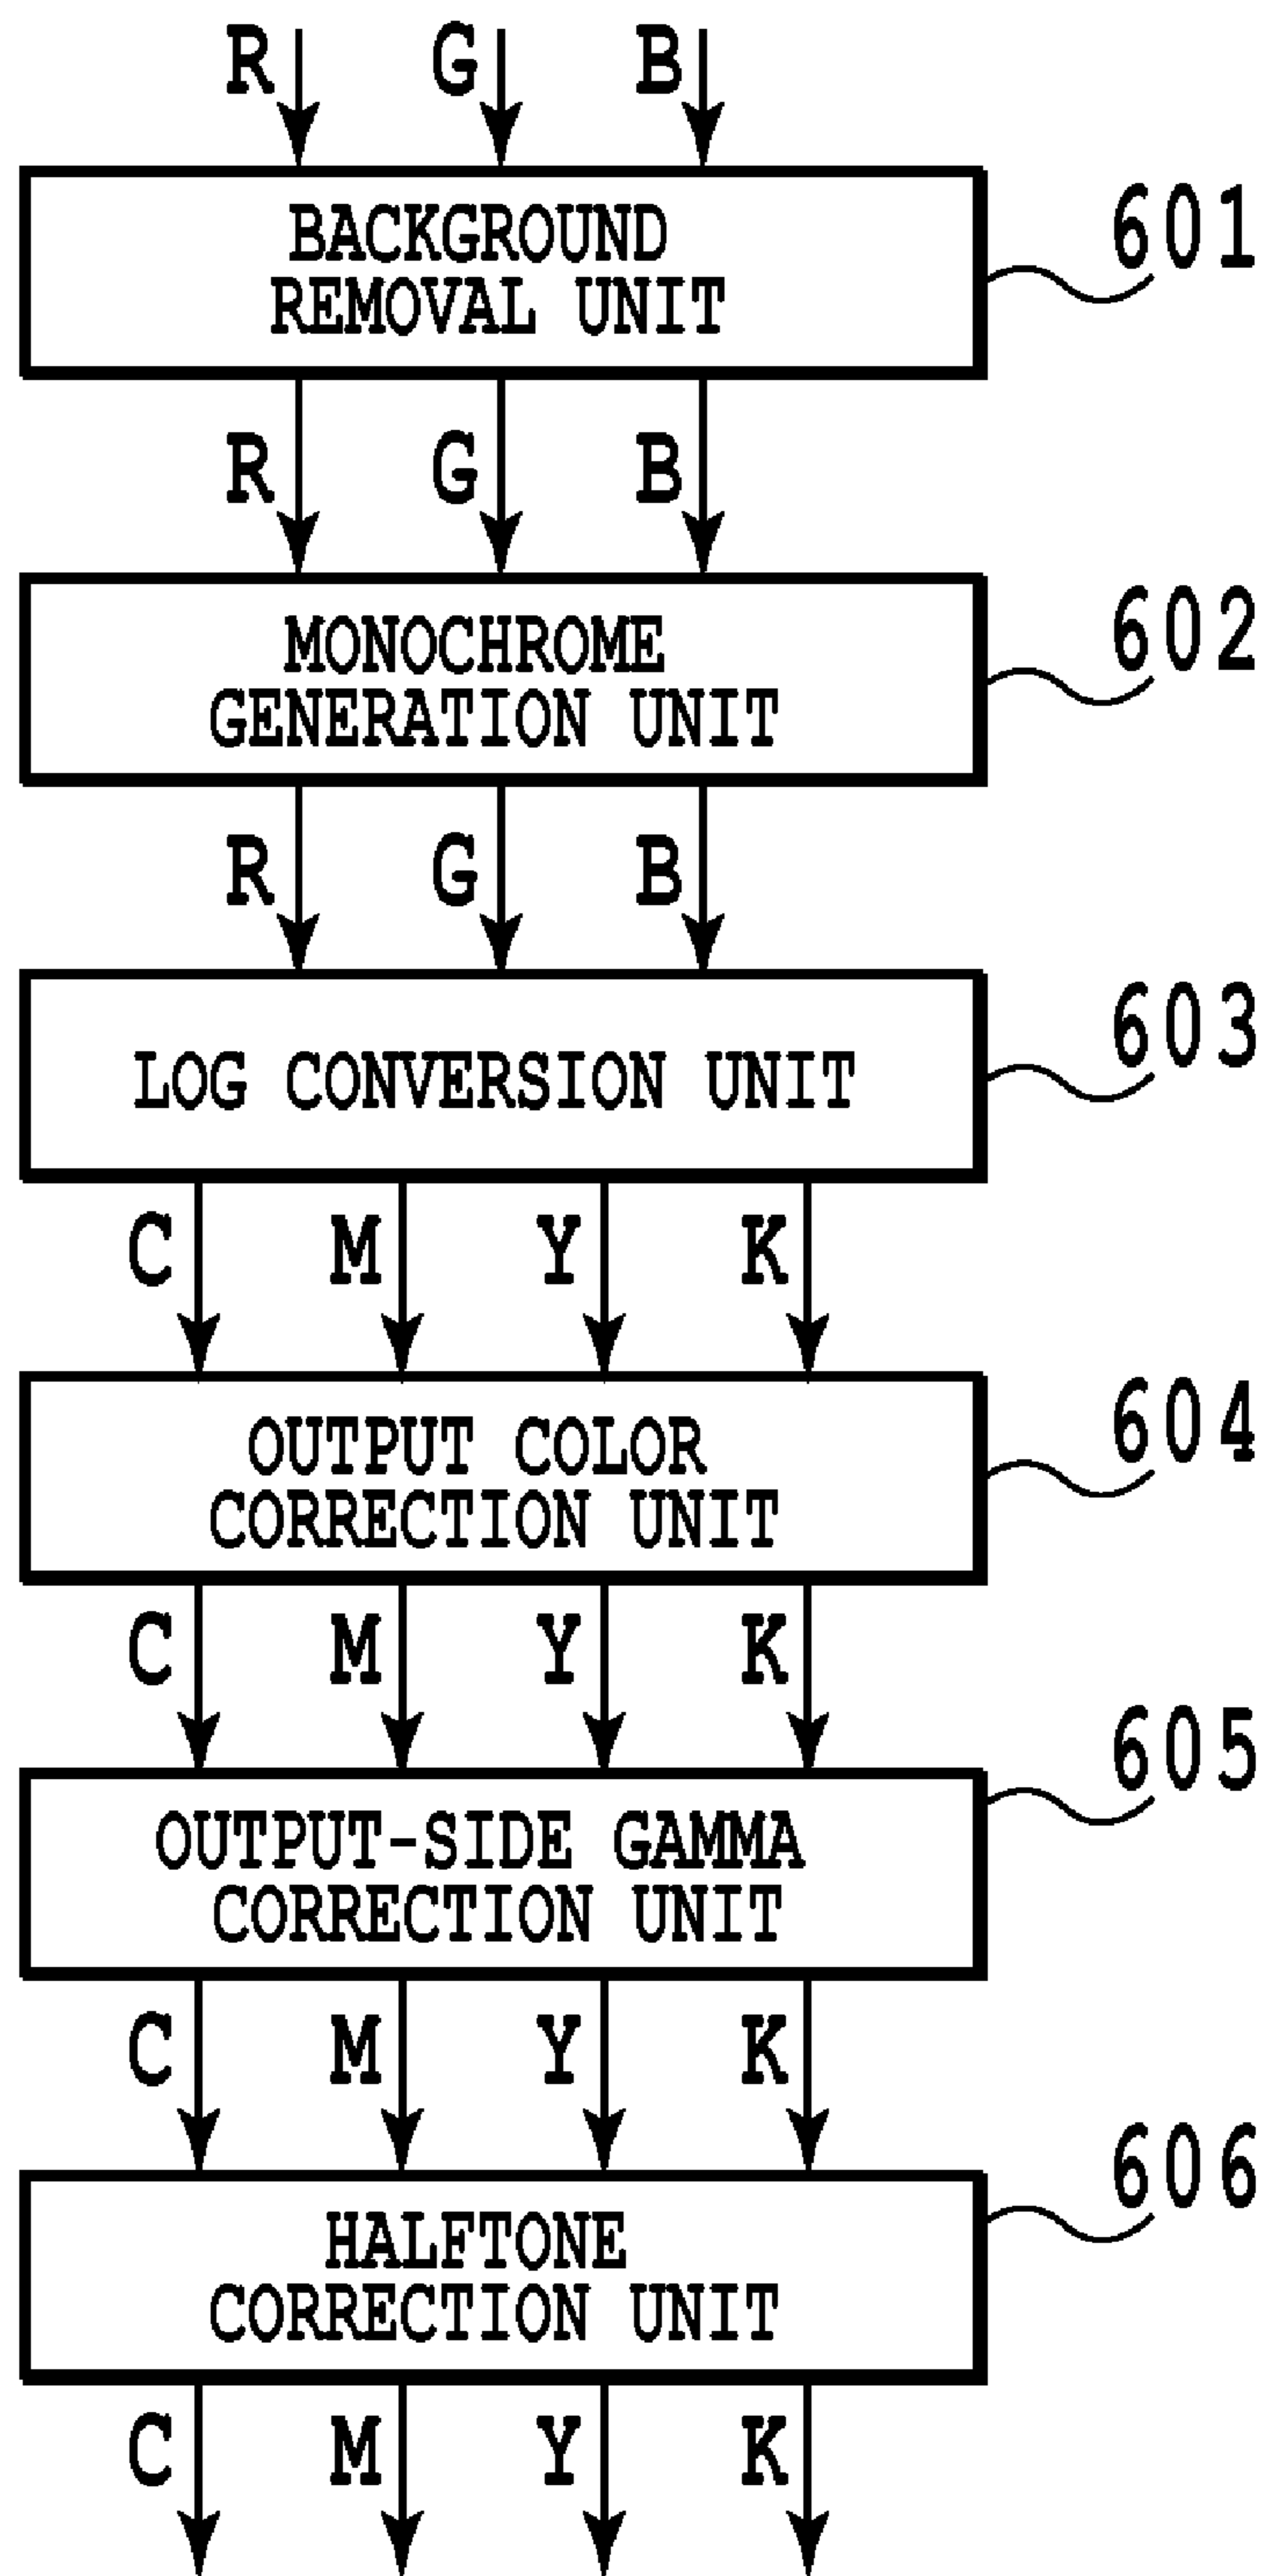 R G B
BACKGROUND
REMOVAL UNIT
601
R G B
MONOCHROME
GENERATION UNIT
602
R G B
LOG CONVERSION UNIT
603
C M Y K
OUTPUT COLOR
CORRECTION UNIT
604
C M Y K
OUTPUT-SIDE GAMMA
CORRECTION UNIT
605
C M Y K
HALFTONE
CORRECTION UNIT
606
C M Y K